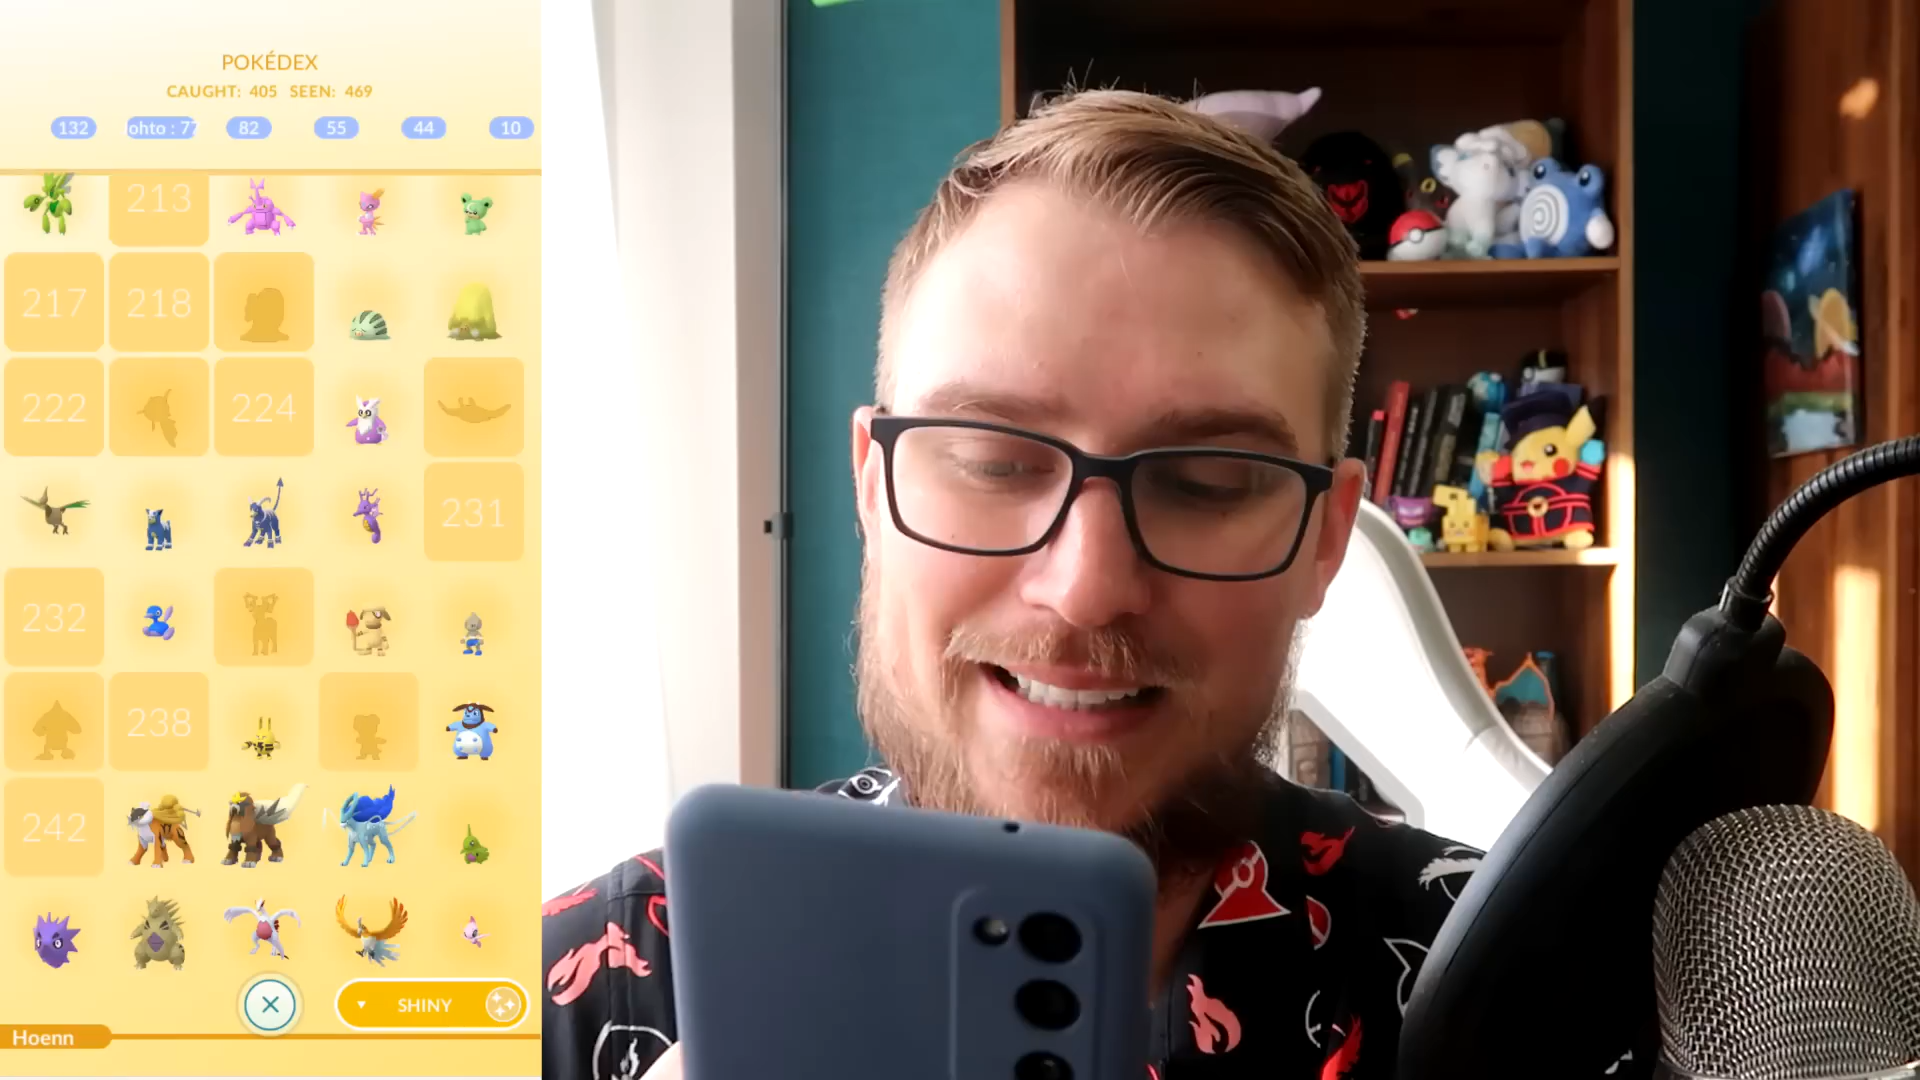 POKÉDEX
CAUGHT: 405 SEEN: 469
132 ohto : 77 82 55 44 10
213
217 218
222 224
231
232
238
242
SHINY
Hoenn